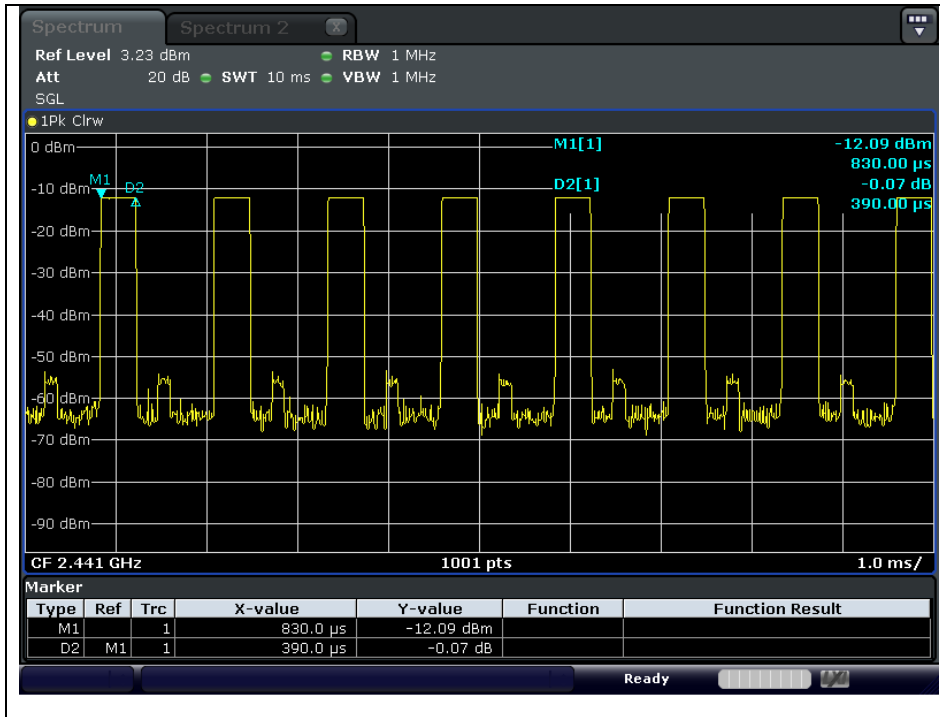 Spectrum Spectrum 2 X
Ref Level 3.23 dBm RBW 1 MHz
Att 20 dB SWT 10 ms VBW 1 MHz
SGL
1Pk Clrw
M1[1] -12.09 dBm
830.00 µs
D2[1] -0.07 dB
390.00 µs
0 dBm
M1 D2
-10 dBm
-20 dBm
-30 dBm
-40 dBm
-50 dBm
-60 dBm
-70 dBm
-80 dBm
-90 dBm
CF 2.441 GHz 1001 pts 1.0 ms/
Marker
Type Ref Trc X-value Y-value Function Function Result
M1 1 830.0 µs -12.09 dBm
D2 M1 1 390.0 µs -0.07 dB
Ready